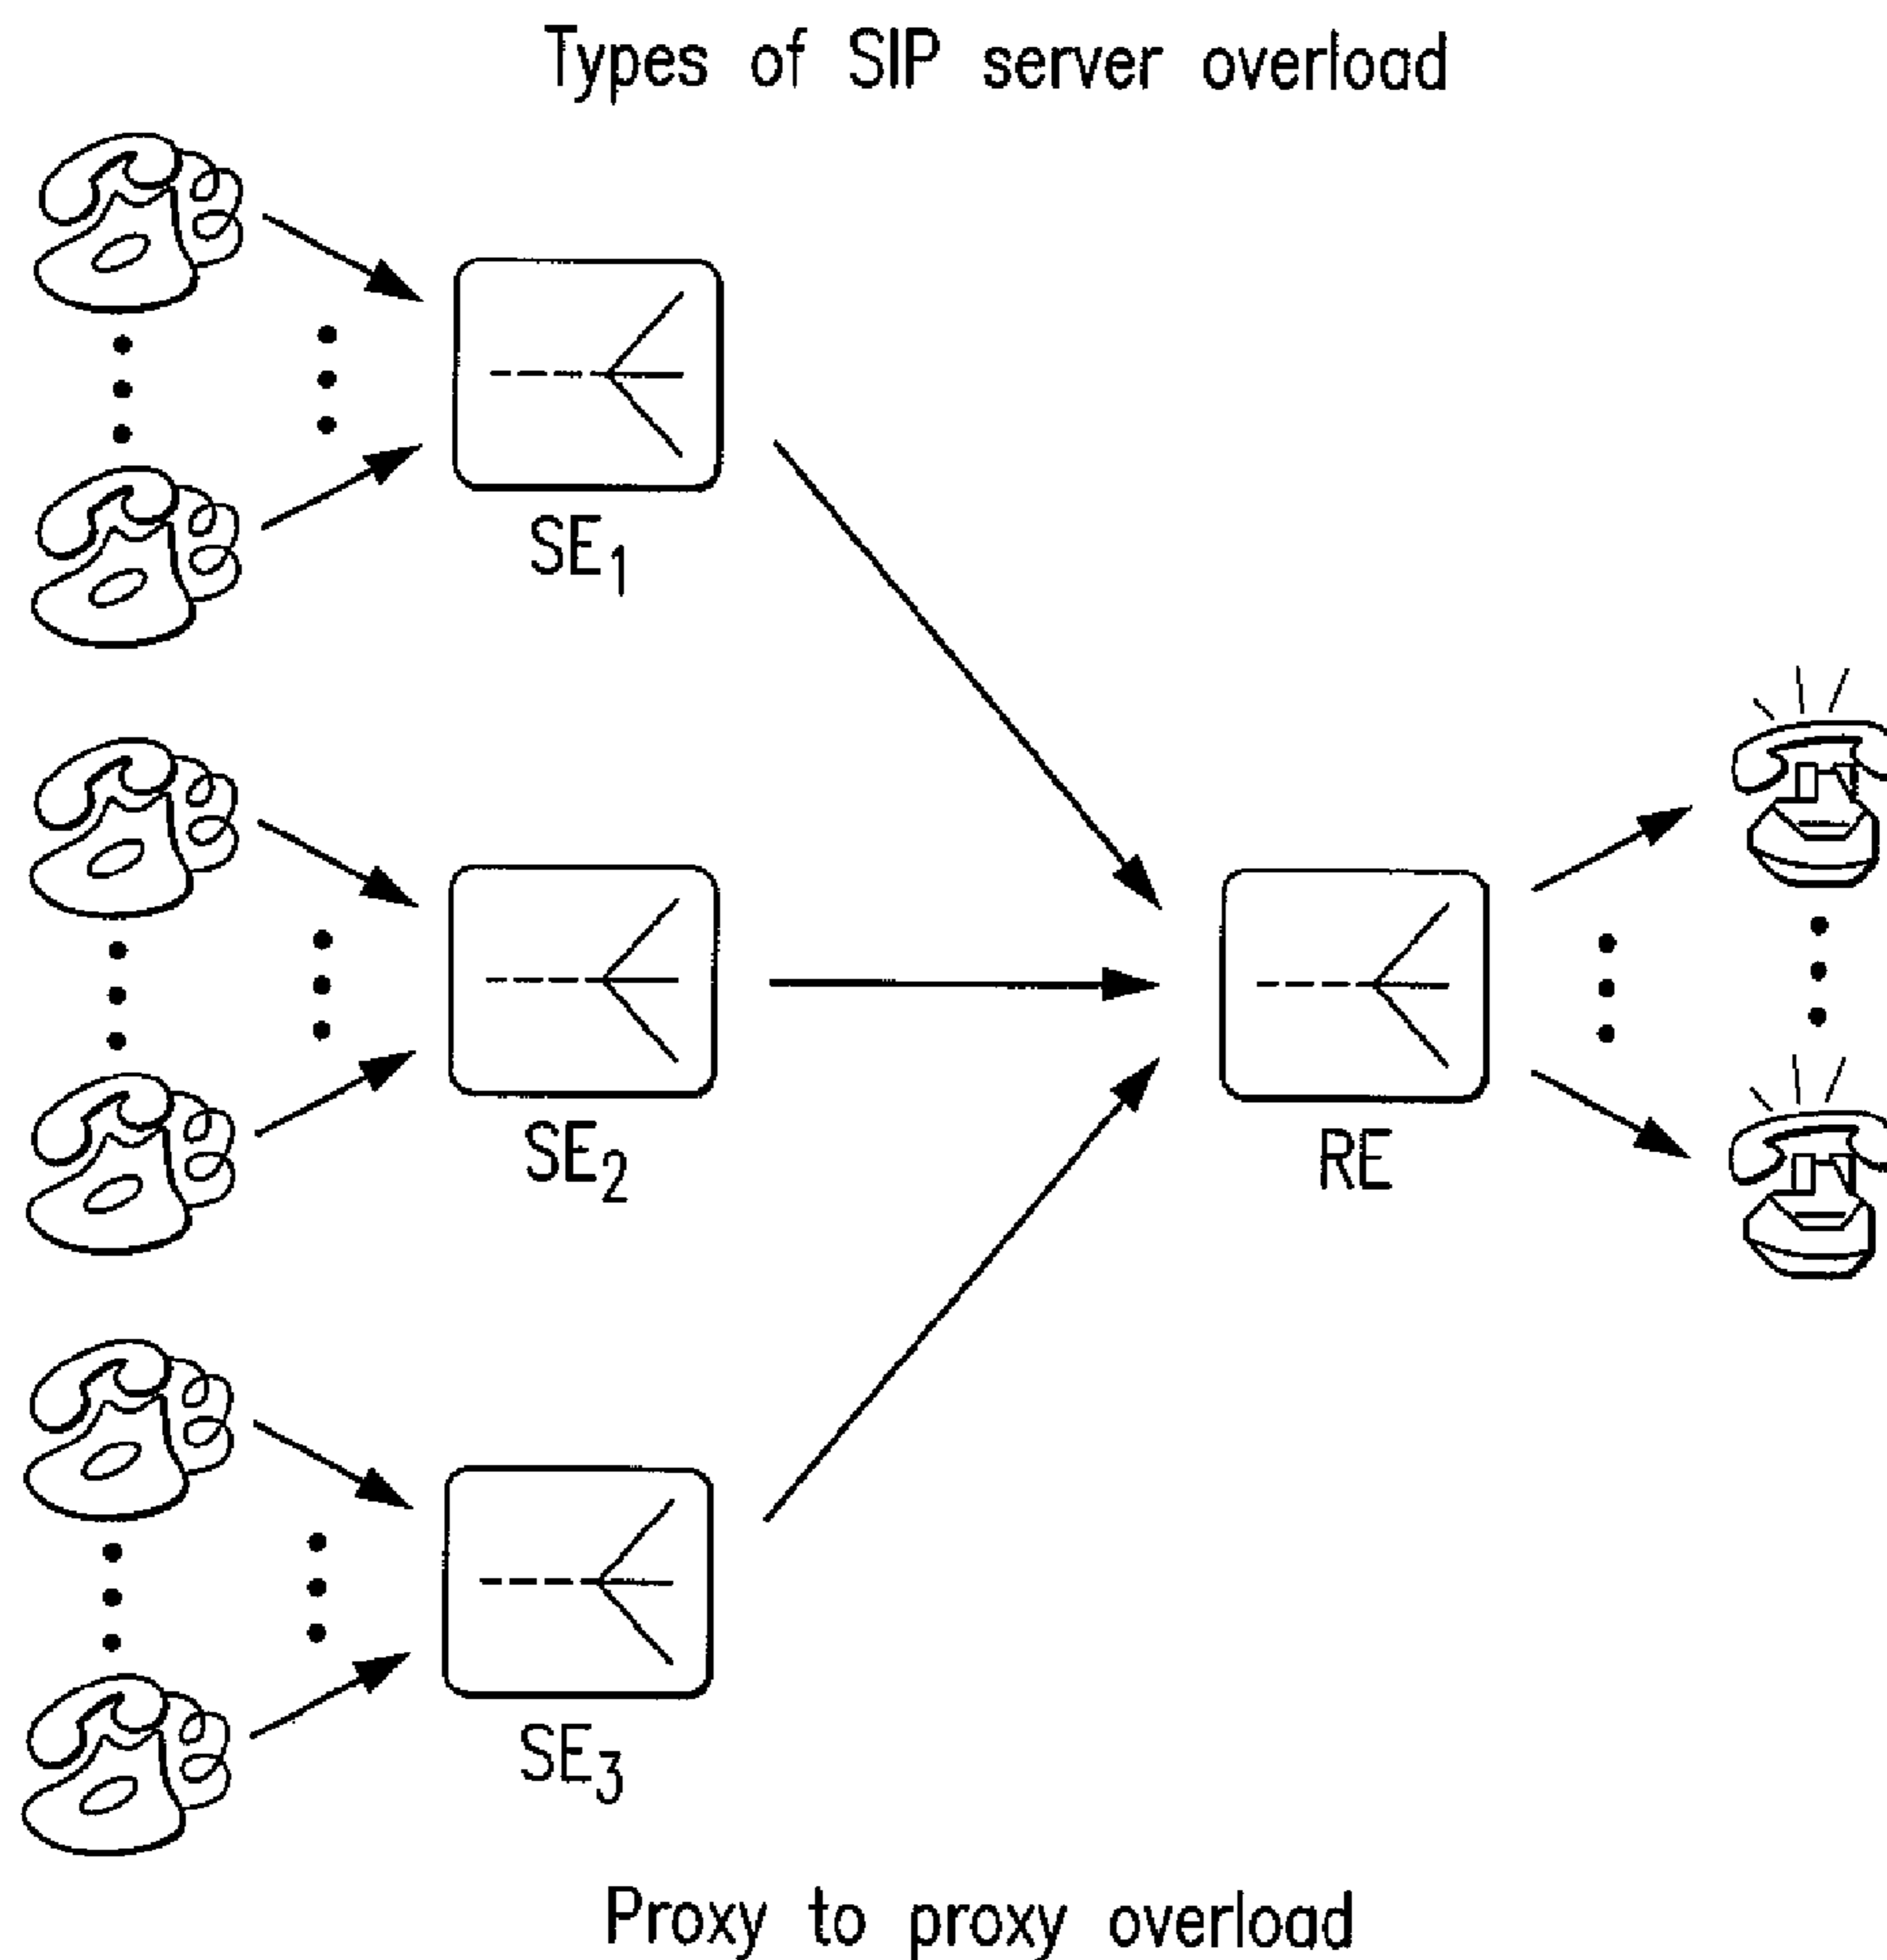 Types of SIP server overload
SE1
SE2
RE
SE3
Proxy to proxy overload